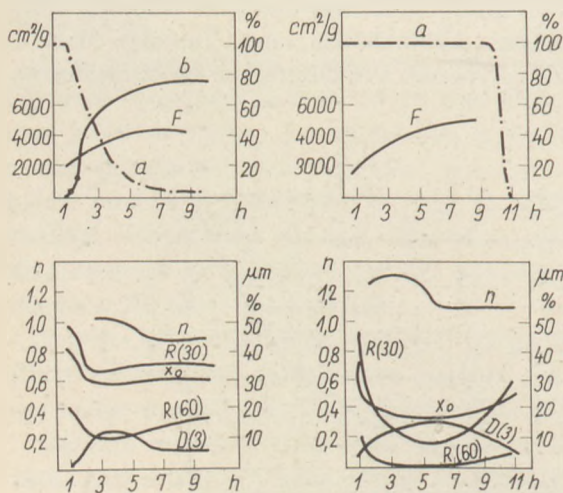 cm²/g % cm²/g %
100 a 100
b 80 80
6000 F 60 6000 F 60
4000 40 4000 40
2000 a 20 3000 20
1 3 5 7 9 h 1 3 5 7 9 11 h
n μm n μm
1,2 % 1,2 n %
1,0 n 50 1,0 R(30) 50
0,8 R(30) 40 0,8 40
0,6 x₀ 30 0,6 30
0,4 R(60) 20 0,4 x₀ 20
0,2 D(3) 10 0,2 D(3) 10
R(60)
1 3 5 7 9 h 1 3 5 7 9 11 h